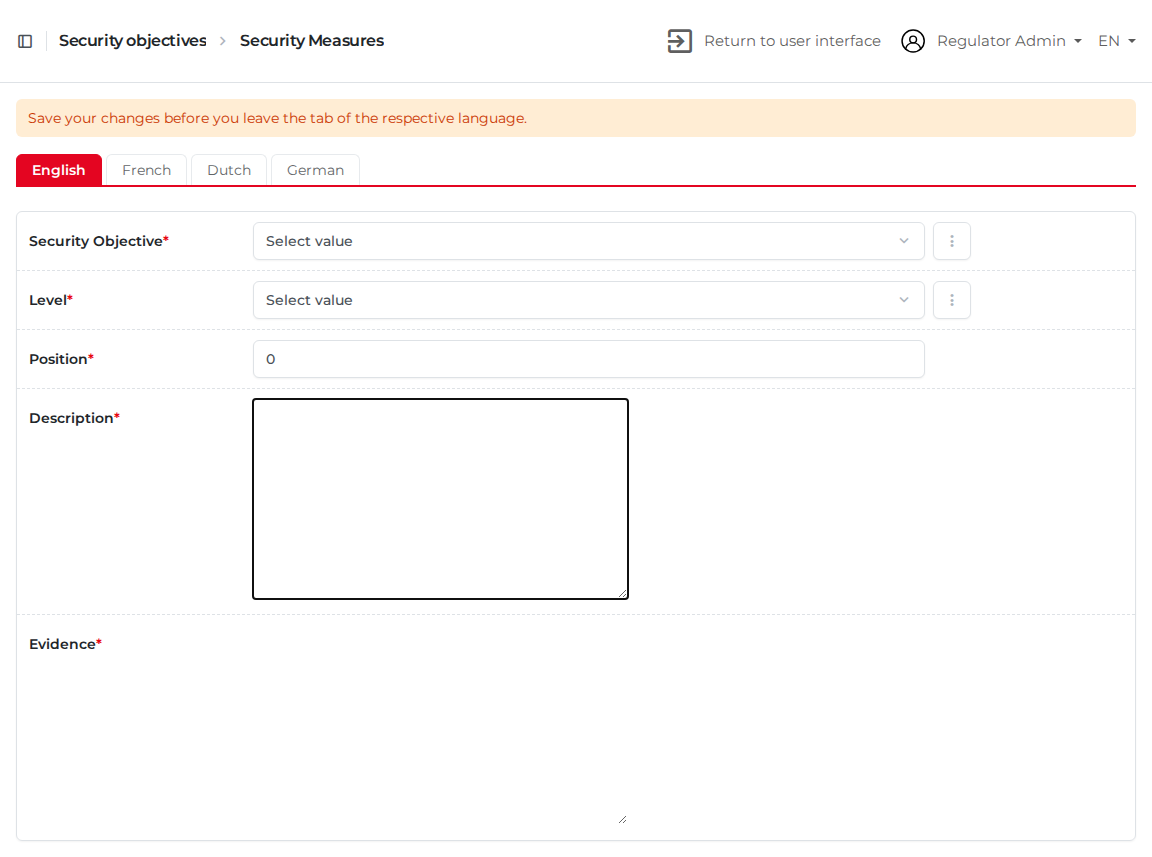 Security objectives > Security Measures
Return to user interface
Regulator Admin
EN
Save your changes before you leave the tab of the respective language.
English
French
Dutch
German
Security Objective*
Select value
Level*
Select value
Position*
0
Description*
Evidence*